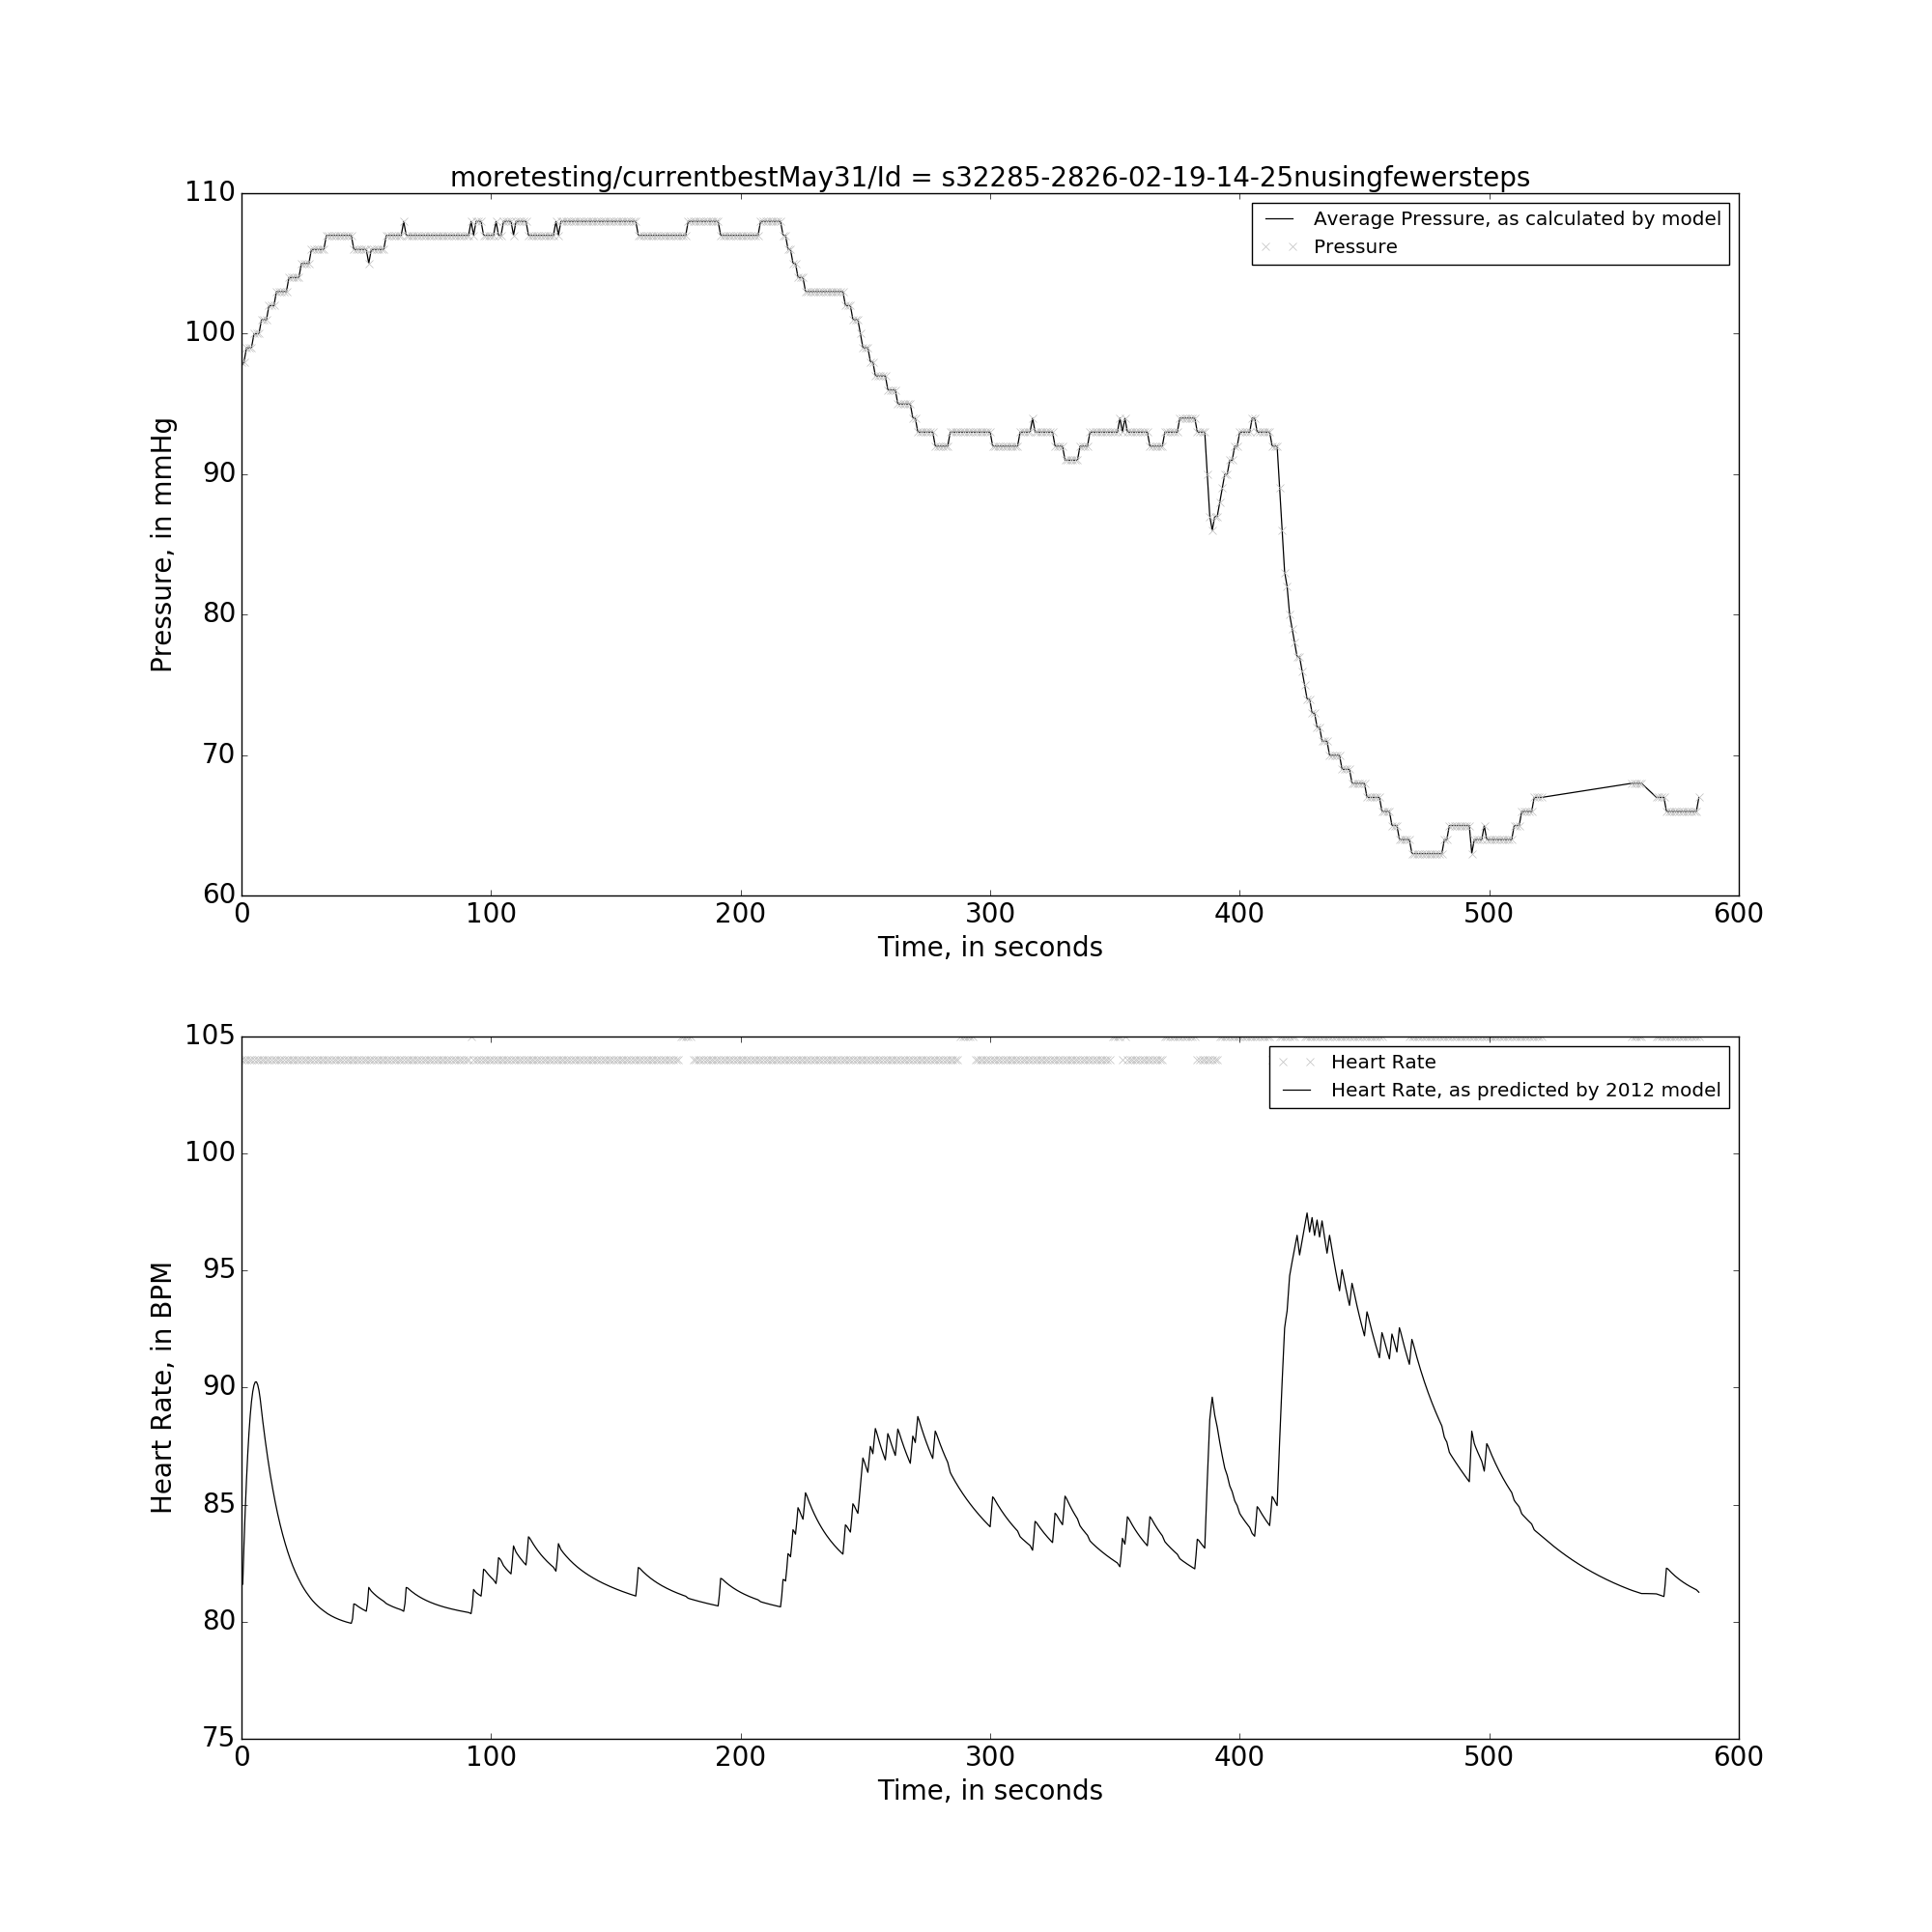 moretesting/currentbestMay31/Id = s32285-2826-02-19-14-25nusingfewersteps
110
100
90
80
70
60
Pressure, in mmHg
Average Pressure, as calculated by model
Pressure
0 100 200 300 400 500 600
Time, in seconds
105
100
95
90
85
80
75
Heart Rate, in BPM
Heart Rate
Heart Rate, as predicted by 2012 model
0 100 200 300 400 500 600
Time, in seconds